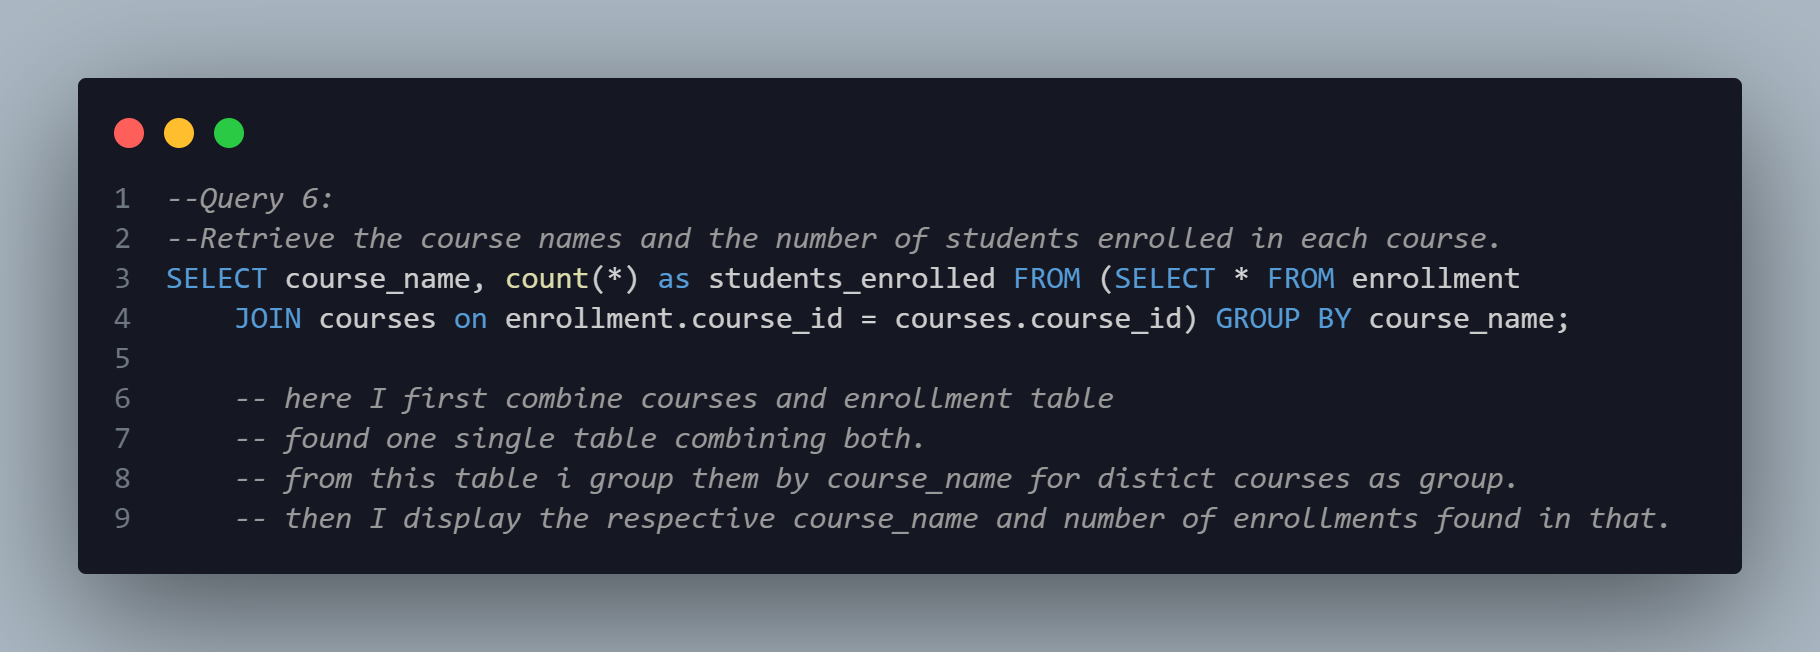 1 --Query 6:
2 --Retrieve the course names and the number of students enrolled in each course.
3 SELECT course_name, count(*) as students_enrolled FROM (SELECT * FROM enrollment
4     JOIN courses on enrollment.course_id = courses.course_id) GROUP BY course_name;
5
6     -- here I first combine courses and enrollment table
7     -- found one single table combining both.
8     -- from this table i group them by course_name for distict courses as group.
9     -- then I display the respective course_name and number of enrollments found in that.